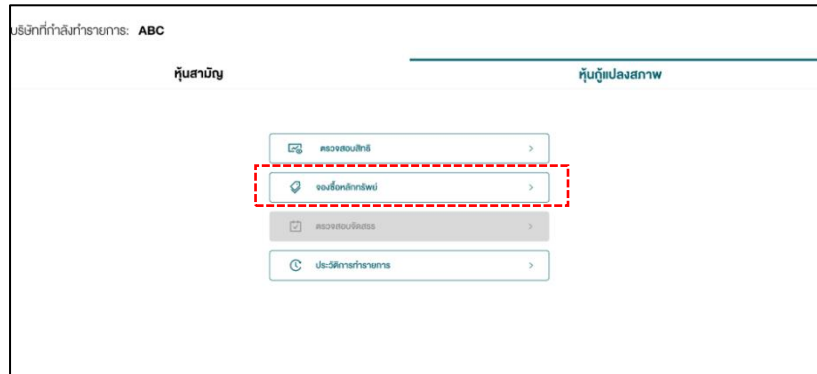 บริษัทที่กำลังทำรายการ: ABC
หุ้นสามัญ
หุ้นกู้แปลงสภาพ
ตรวจสอบสิทธิ
จองซื้อหลักทรัพย์
ตรวจสอบจัดสรร
ประวัติการทำรายการ